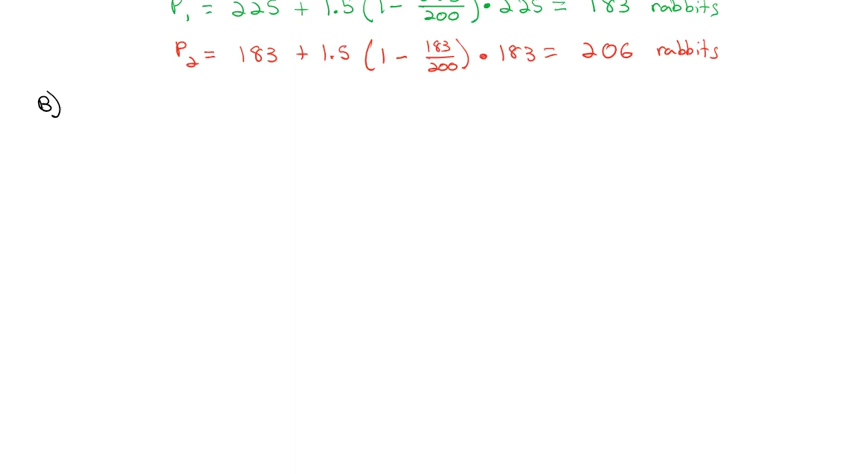 P₁ = 225 + 1.5 (1 - /200) • 225 = 183 rabbits
P₂ = 183 + 1.5 (1 - 183/200) • 183 = 206 rabbits
B)